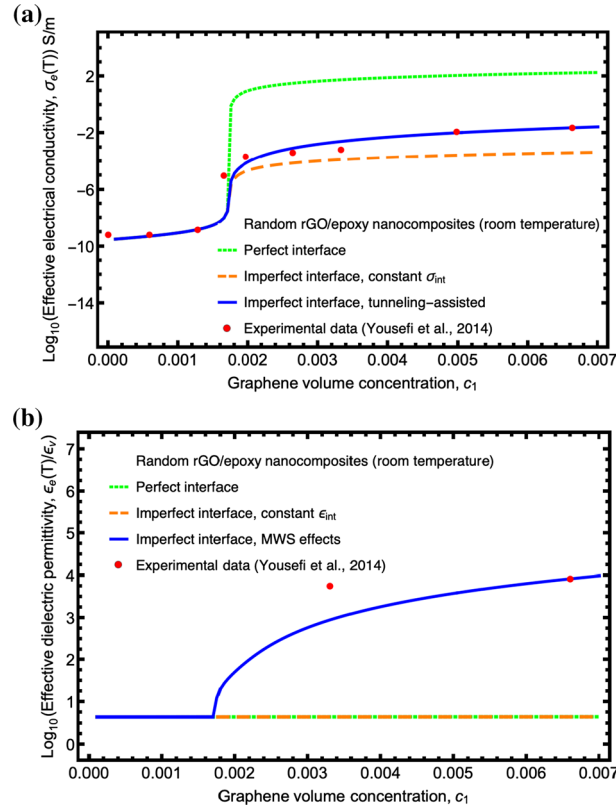 (a)
Log10(Effective electrical conductivity, σe(T)) S/m
2
−2
−6
−10
−14
Random rGO/epoxy nanocomposites (room temperature)
Perfect interface
Imperfect interface, constant σint
Imperfect interface, tunneling−assisted
Experimental data (Yousefi et al., 2014)
0.000 0.001 0.002 0.003 0.004 0.005 0.006 0.007
Graphene volume concentration, c1
(b)
Log10(Effective dielectric permittivity, ϵe(T)/ϵv)
7
6
5
4
3
2
1
0
Random rGO/epoxy nanocomposites (room temperature)
Perfect interface
Imperfect interface, constant ϵint
Imperfect interface, MWS effects
Experimental data (Yousefi et al., 2014)
0.000 0.001 0.002 0.003 0.004 0.005 0.006 0.007
Graphene volume concentration, c1